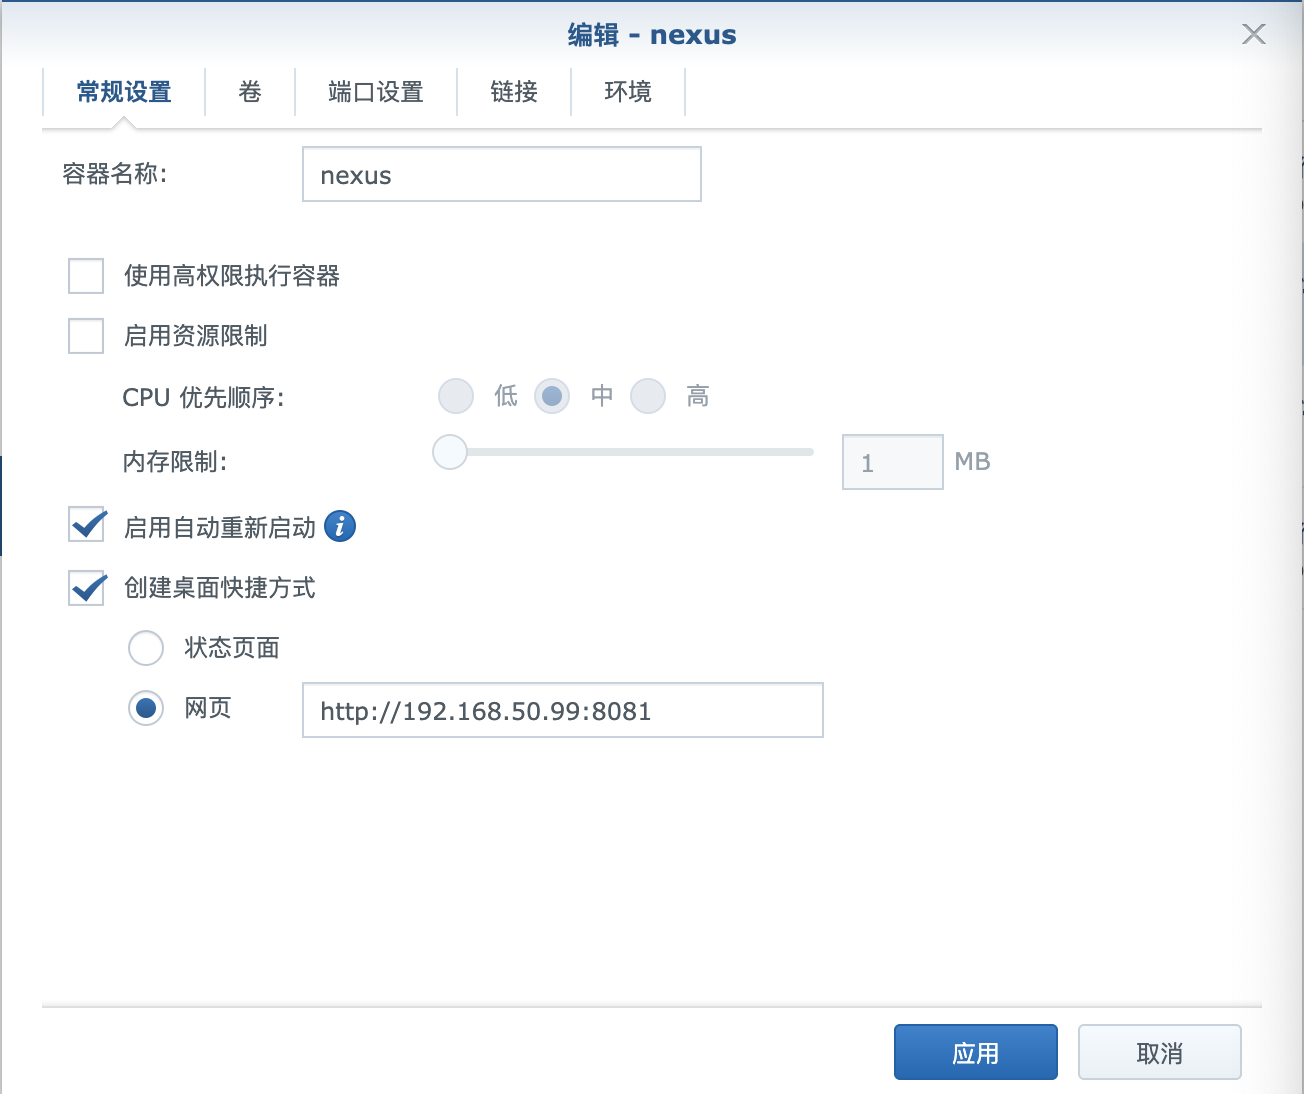 编辑 - nexus
常规设置 卷 端口设置 链接 环境
容器名称: nexus
使用高权限执行容器
启用资源限制
CPU 优先顺序: 低 中 高
内存限制: 1 MB
启用自动重新启动 i
创建桌面快捷方式
状态页面
网页 http://192.168.50.99:8081
应用 取消